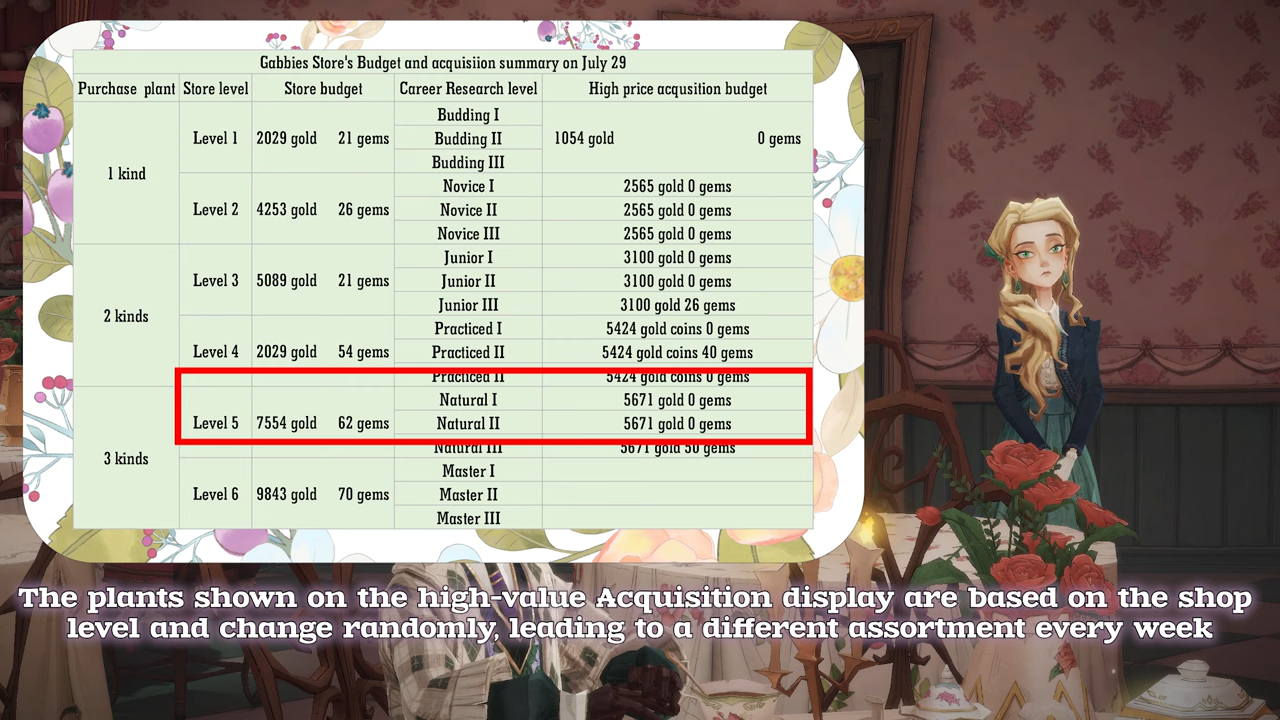 Gabbies Store's Budget and acquisiion summary on July 29
Purchase plant Store level Store budget Career Research level High price acqusition budget
Budding I
1 kind Level 1 2029 gold 21 gems Budding II 1054 gold 0 gems
Budding III
Novice I 2565 gold 0 gems
Level 2 4253 gold 26 gems Novice II 2565 gold 0 gems
Novice III 2565 gold 0 gems
Junior I 3100 gold 0 gems
2 kinds Level 3 5089 gold 21 gems Junior II 3100 gold 0 gems
Junior III 3100 gold 26 gems
Practiced I 5424 gold coins 0 gems
Level 4 2029 gold 54 gems Practiced II 5424 gold coins 40 gems
Practiced II 5424 gold coins 0 gems
Natural I 5671 gold 0 gems
3 kinds Level 5 7554 gold 62 gems Natural II 5671 gold 0 gems
Natural III 5671 gold 50 gems
Master I
Level 6 9843 gold 70 gems Master II
Master III
The plants shown on the high-value Acquisition display are based on the shop
level and change randomly, leading to a different assortment every week